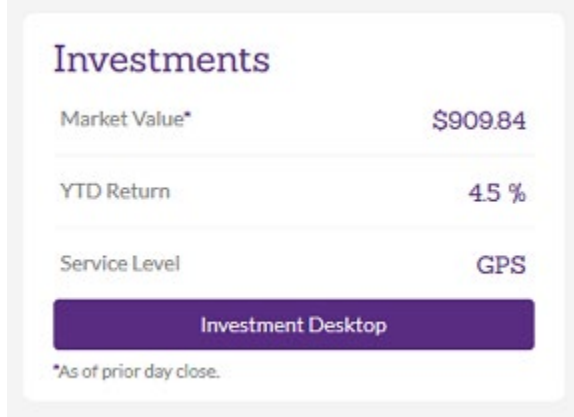 Investments
Market Value* $909.84
YTD Return 4.5 %
Service Level GPS
Investment Desktop
*As of prior day close.